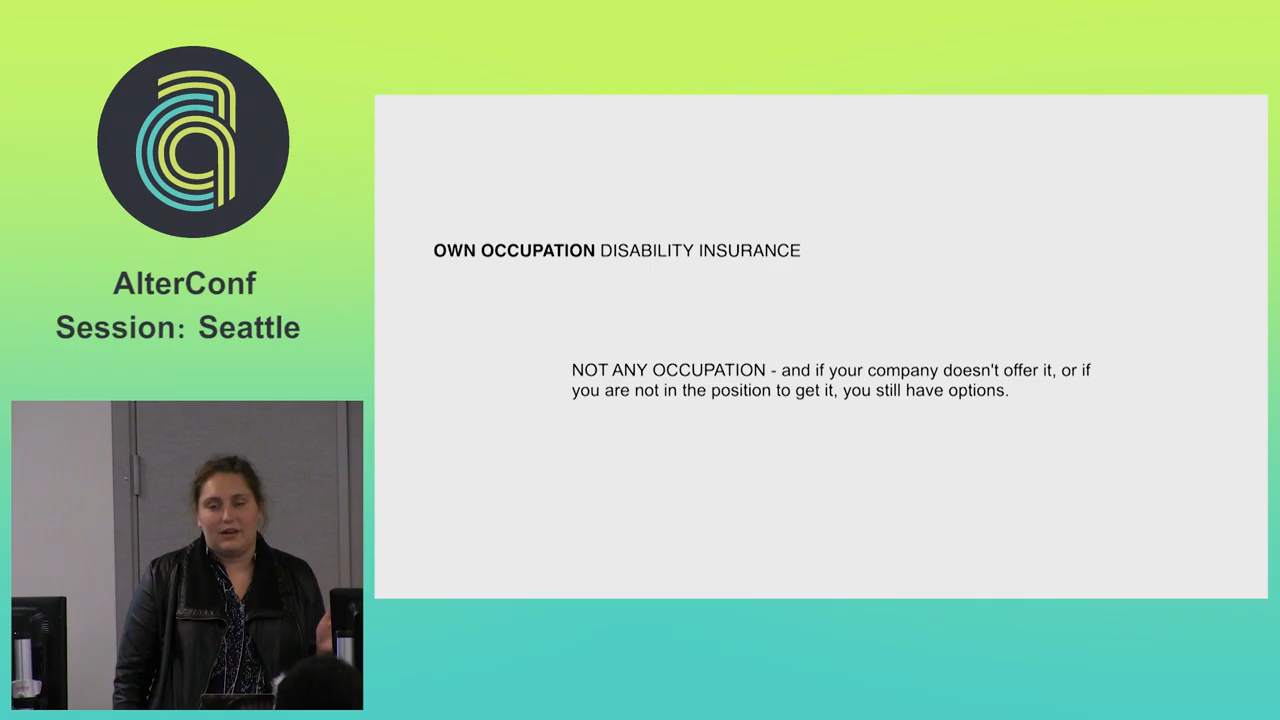 AlterConf
Session: Seattle
OWN OCCUPATION DISABILITY INSURANCE
NOT ANY OCCUPATION - and if your company doesn't offer it, or if
you are not in the position to get it, you still have options.